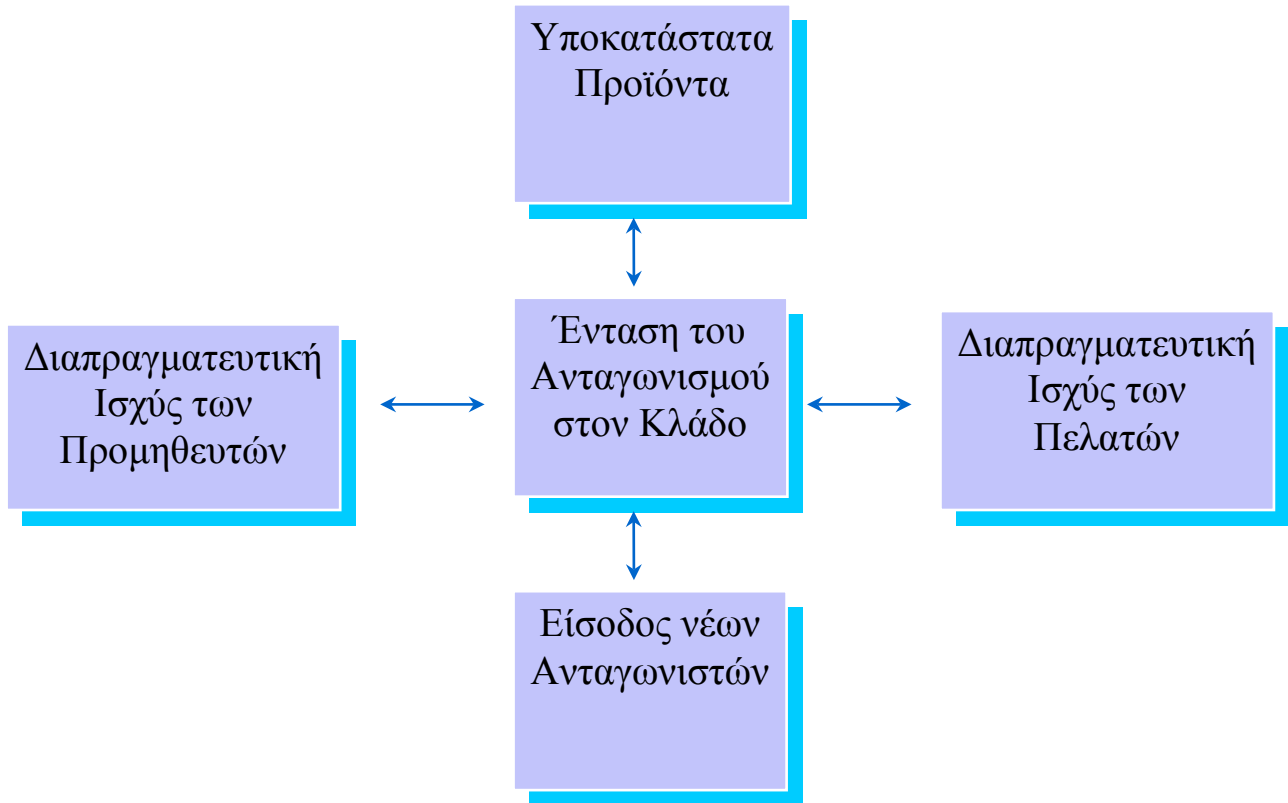 Υποκατάστατα
Προϊόντα
Διαπραγματευτική
Ισχύς των
Προμηθευτών
Ένταση του
Ανταγωνισμού
στον Κλάδο
Διαπραγματευτική
Ισχύς των
Πελατών
Είσοδος νέων
Ανταγωνιστών